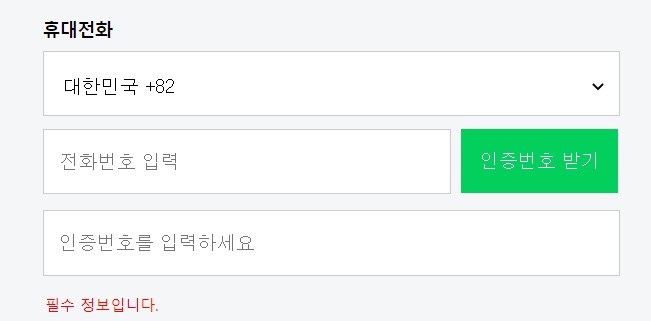 휴대전화
대한민국 +82
전화번호 입력
인증번호 받기
인증번호를 입력하세요
필수 정보입니다.